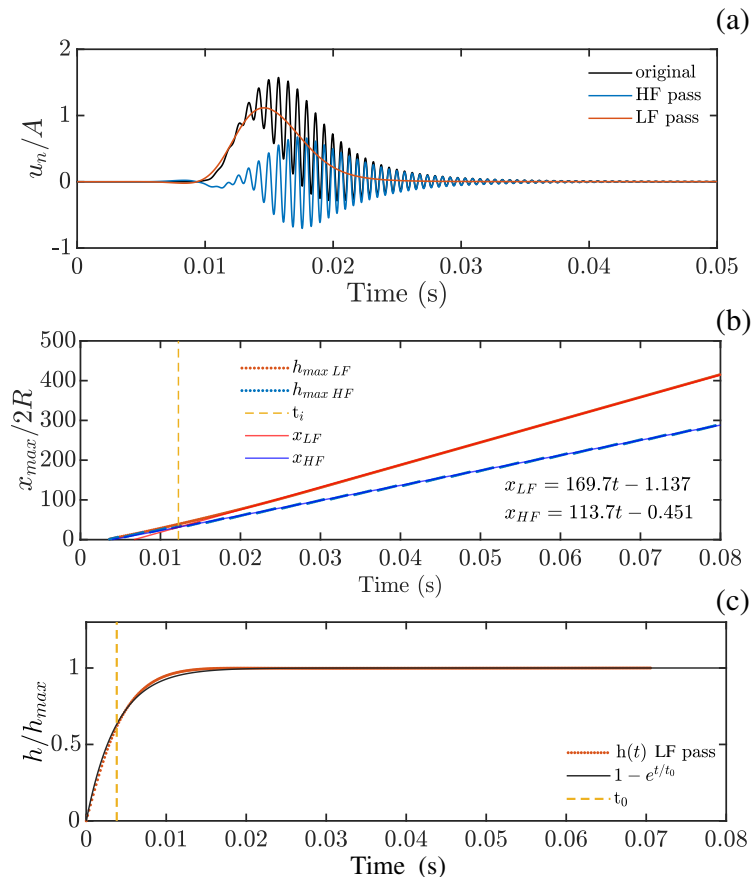 (a)
2
1
0
-1
u_n/A
original
HF pass
LF pass
0
0.01
0.02
0.03
0.04
0.05
Time (s)
(b)
500
400
300
200
100
0
x_max/2R
h_max LF
h_max HF
t_i
x_LF
x_HF
x_LF = 169.7t − 1.137
x_HF = 113.7t − 0.451
0
0.01
0.02
0.03
0.04
0.05
0.06
0.07
0.08
Time (s)
(c)
1
0.5
0
h/h_max
h(t) LF pass
1 − e^{t/t_0}
t_0
0
0.01
0.02
0.03
0.04
0.05
0.06
0.07
0.08
Time (s)